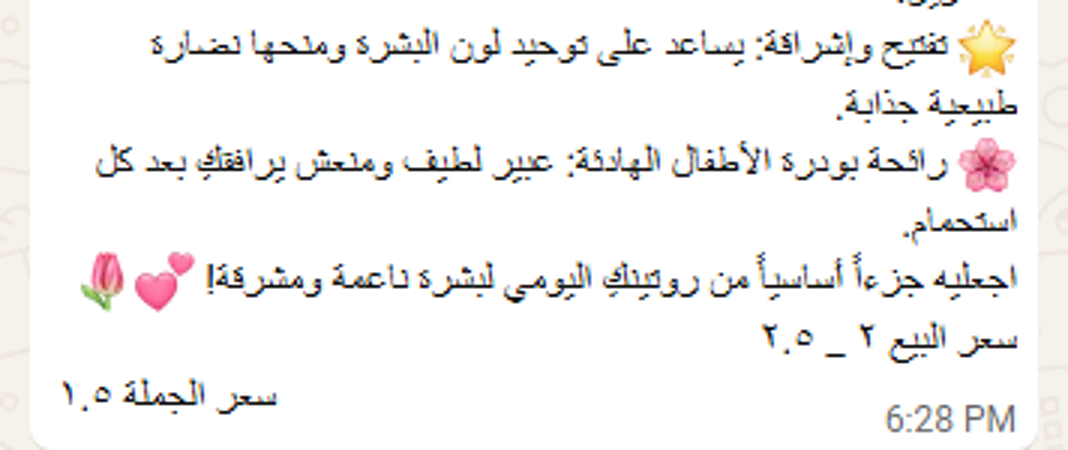 🌟 تفتيح وإشراقة: يساعد على توحيد لون البشرة ومنحها نضارة
طبيعية جذابة.
🌸 رائحة بودرة الأطفال الهادئة: عبير لطيف ومنعش يرافقكِ بعد كل
استحمام.
اجعليه جزءاً أساسياً من روتينكِ اليومي لبشرة ناعمة ومشرقة! 💕🌷
سعر البيع ٢ _ ٢.٥
سعر الجملة ١.٥
6:28 PM